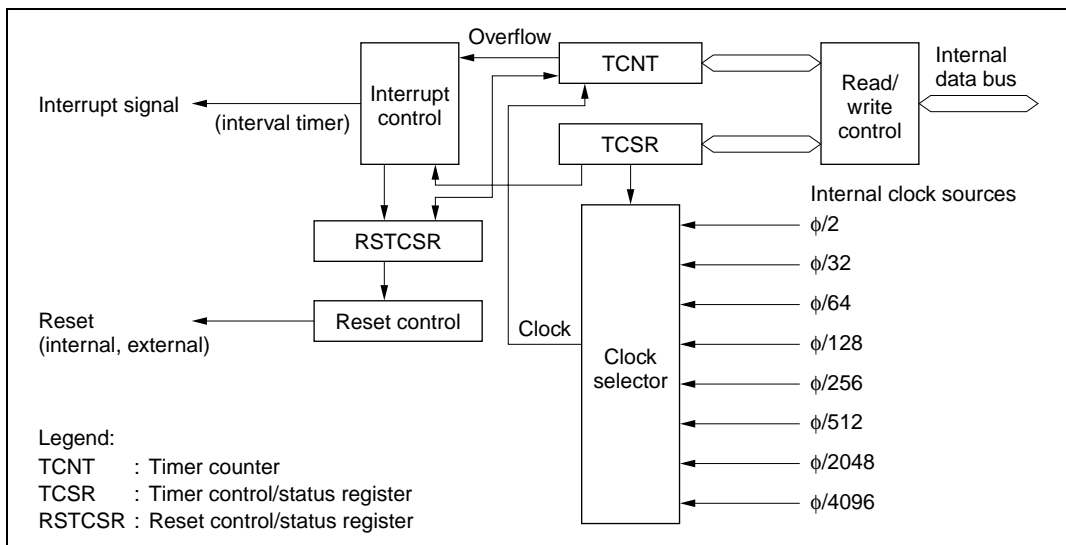 Overflow
TCNT
Internal
data bus
Read/
write
control
Interrupt
control
Interrupt signal
(interval timer)
TCSR
Internal clock sources
RSTCSR
ϕ/2
ϕ/32
ϕ/64
Reset control
Reset
(internal, external)
Clock
ϕ/128
Clock
selector
ϕ/256
ϕ/512
ϕ/2048
ϕ/4096
Legend:
TCNT : Timer counter
TCSR : Timer control/status register
RSTCSR : Reset control/status register